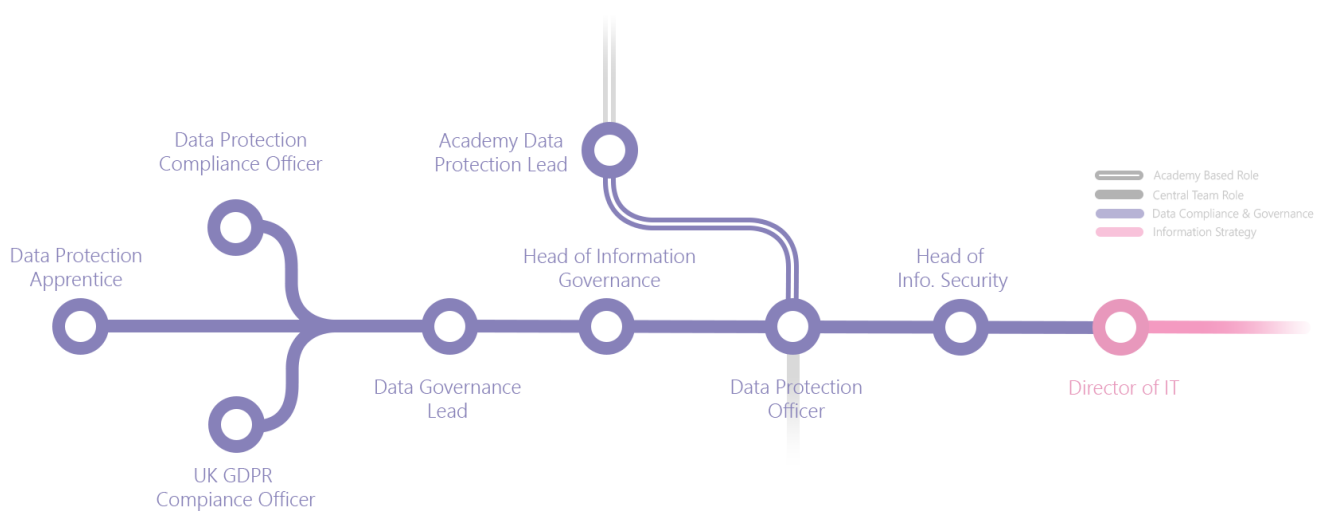 Data Protection
Compliance Officer
Academy Data
Protection Lead
Academy Based Role
Central Team Role
Data Compliance & Governance
Information Strategy
Data Protection
Apprentice
Head of Information
Governance
Head of
Info. Security
Data Governance
Lead
Data Protection
Officer
Director of IT
UK GDPR
Compiance Officer